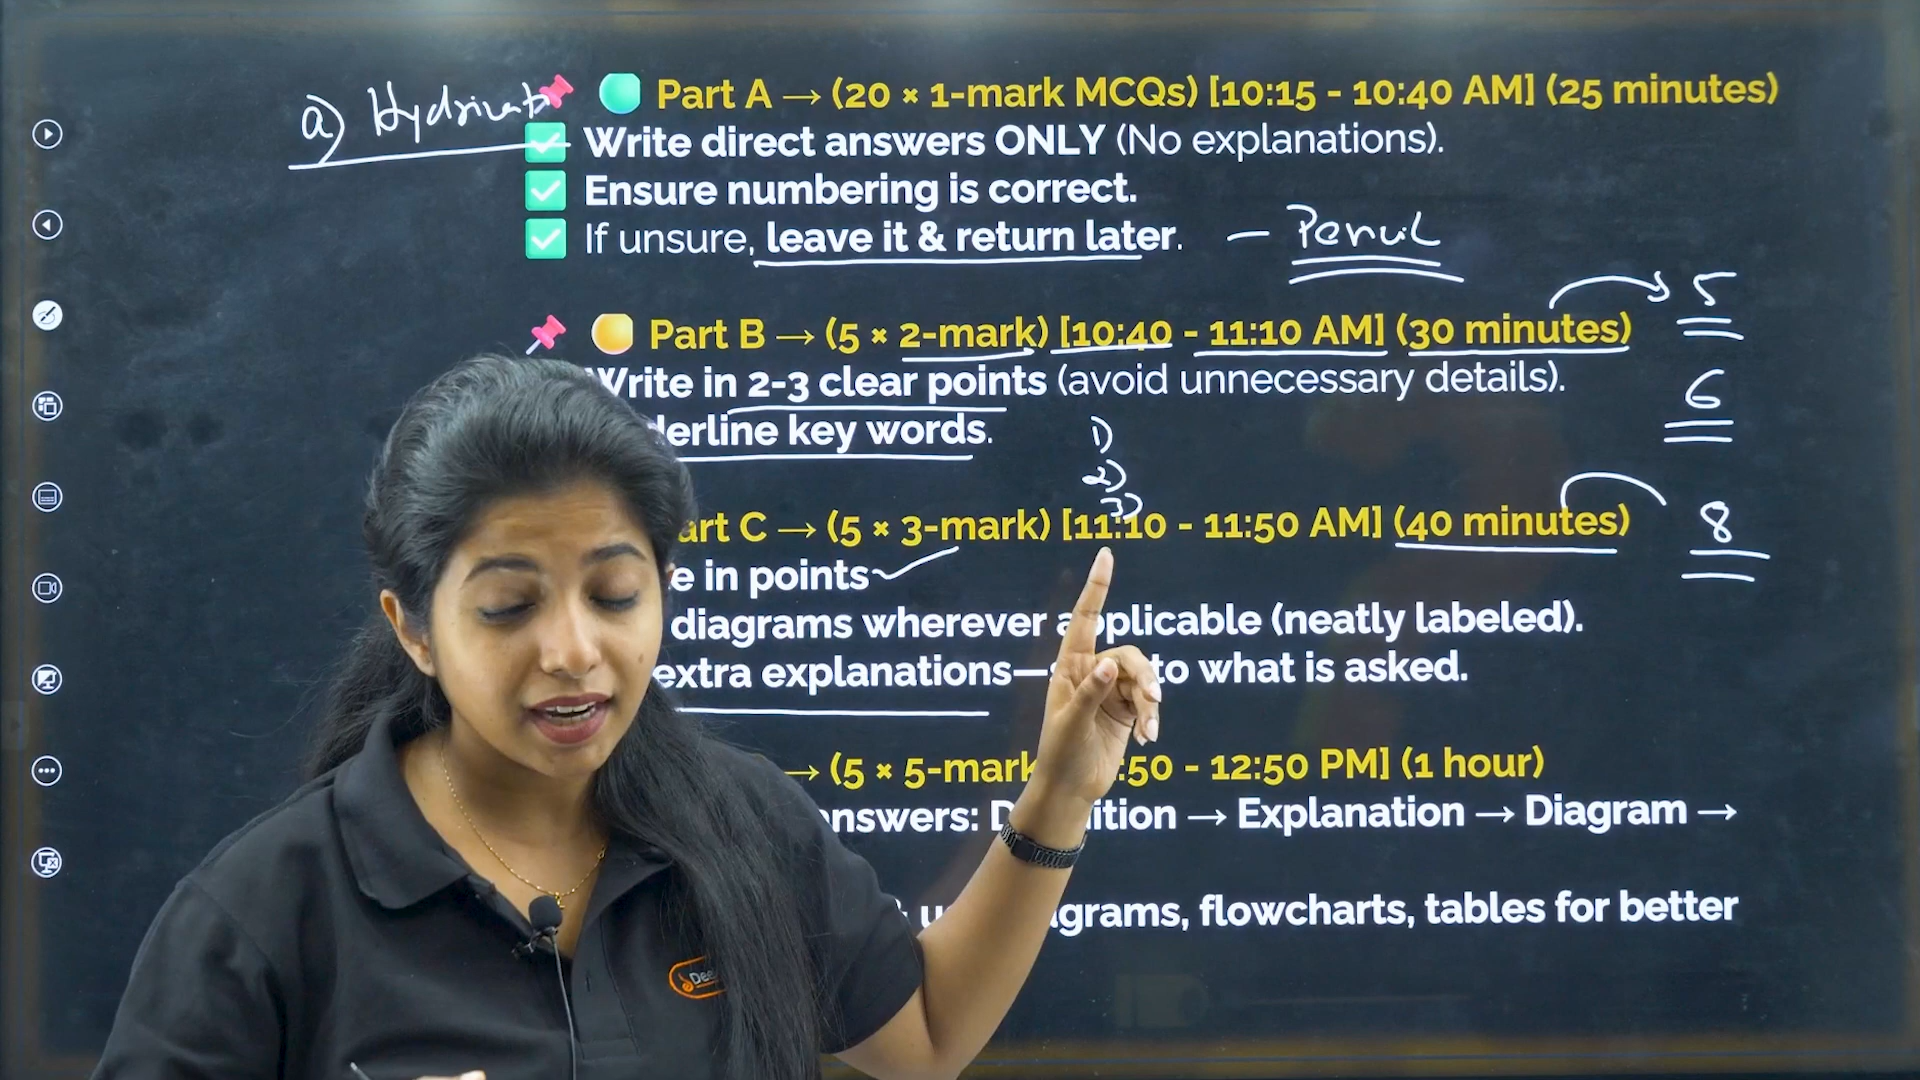 a) Hydrirat
Part A → (20 × 1-mark MCQs) [10:15 - 10:40 AM] (25 minutes)
Write direct answers ONLY (No explanations).
Ensure numbering is correct.
If unsure, leave it & return later. — Pencil
5
Part B → (5 × 2-mark) [10:40 - 11:10 AM] (30 minutes)
Write in 2-3 clear points (avoid unnecessary details).
6
derline key words.
1)
2)
3)
art C → (5 × 3-mark) [11:10 - 11:50 AM] (40 minutes)
8
e in points
diagrams wherever applicable (neatly labeled).
extra explanations— to what is asked.
→ (5 × 5-mark :50 - 12:50 PM] (1 hour)
nswers: D ition → Explanation → Diagram →
& u grams, flowcharts, tables for better
Dee